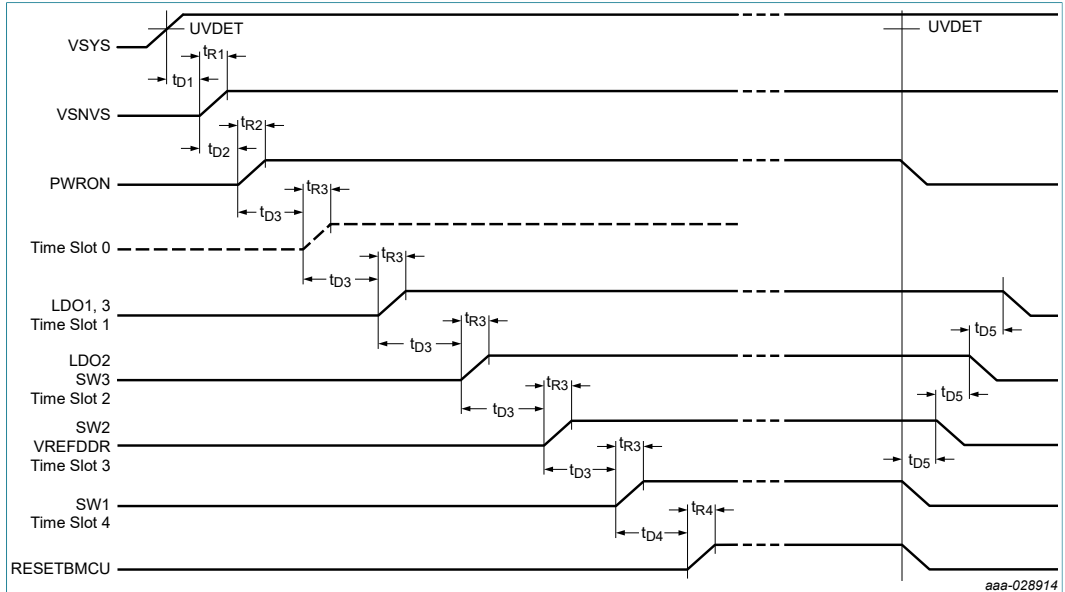 UVDET
UVDET
VSYS
tR1
tD1
VSNVS
tR2
tD2
PWRON
tR3
tD3
Time Slot 0
tR3
tD3
LDO1, 3
Time Slot 1
tR3
tD5
tD3
LDO2
SW3
Time Slot 2
tR3
tD5
tD3
SW2
VREFDDR
Time Slot 3
tR3
tD5
tD3
SW1
Time Slot 4
tR4
tD4
RESETBMCU
aaa-028914